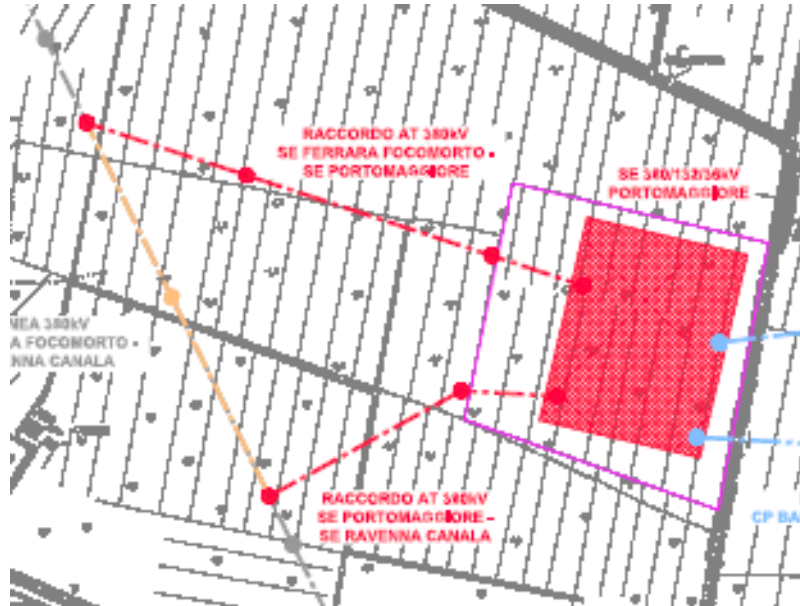 RACCORDO AT 380kV
SE FERRARA FOCOMORTO -
SE PORTOMAGGIORE
SE 380/132/36kV
PORTOMAGGIORE
NEA 380kV
A FOCOMORTO -
NNA CANALA
RACCORDO AT 380kV
SE PORTOMAGGIORE –
SE RAVENNA CANALA
CP BA